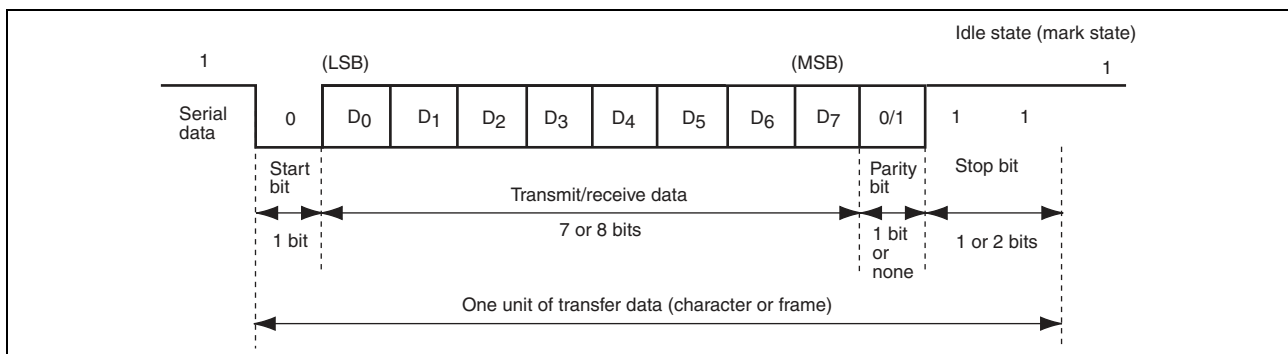 Idle state (mark state)
1 (LSB) (MSB) 1
Serial data
0 D0 D1 D2 D3 D4 D5 D6 D7 0/1 1 1
Start bit
Transmit/receive data
Parity bit
Stop bit
1 bit
7 or 8 bits
1 bit or none
1 or 2 bits
One unit of transfer data (character or frame)